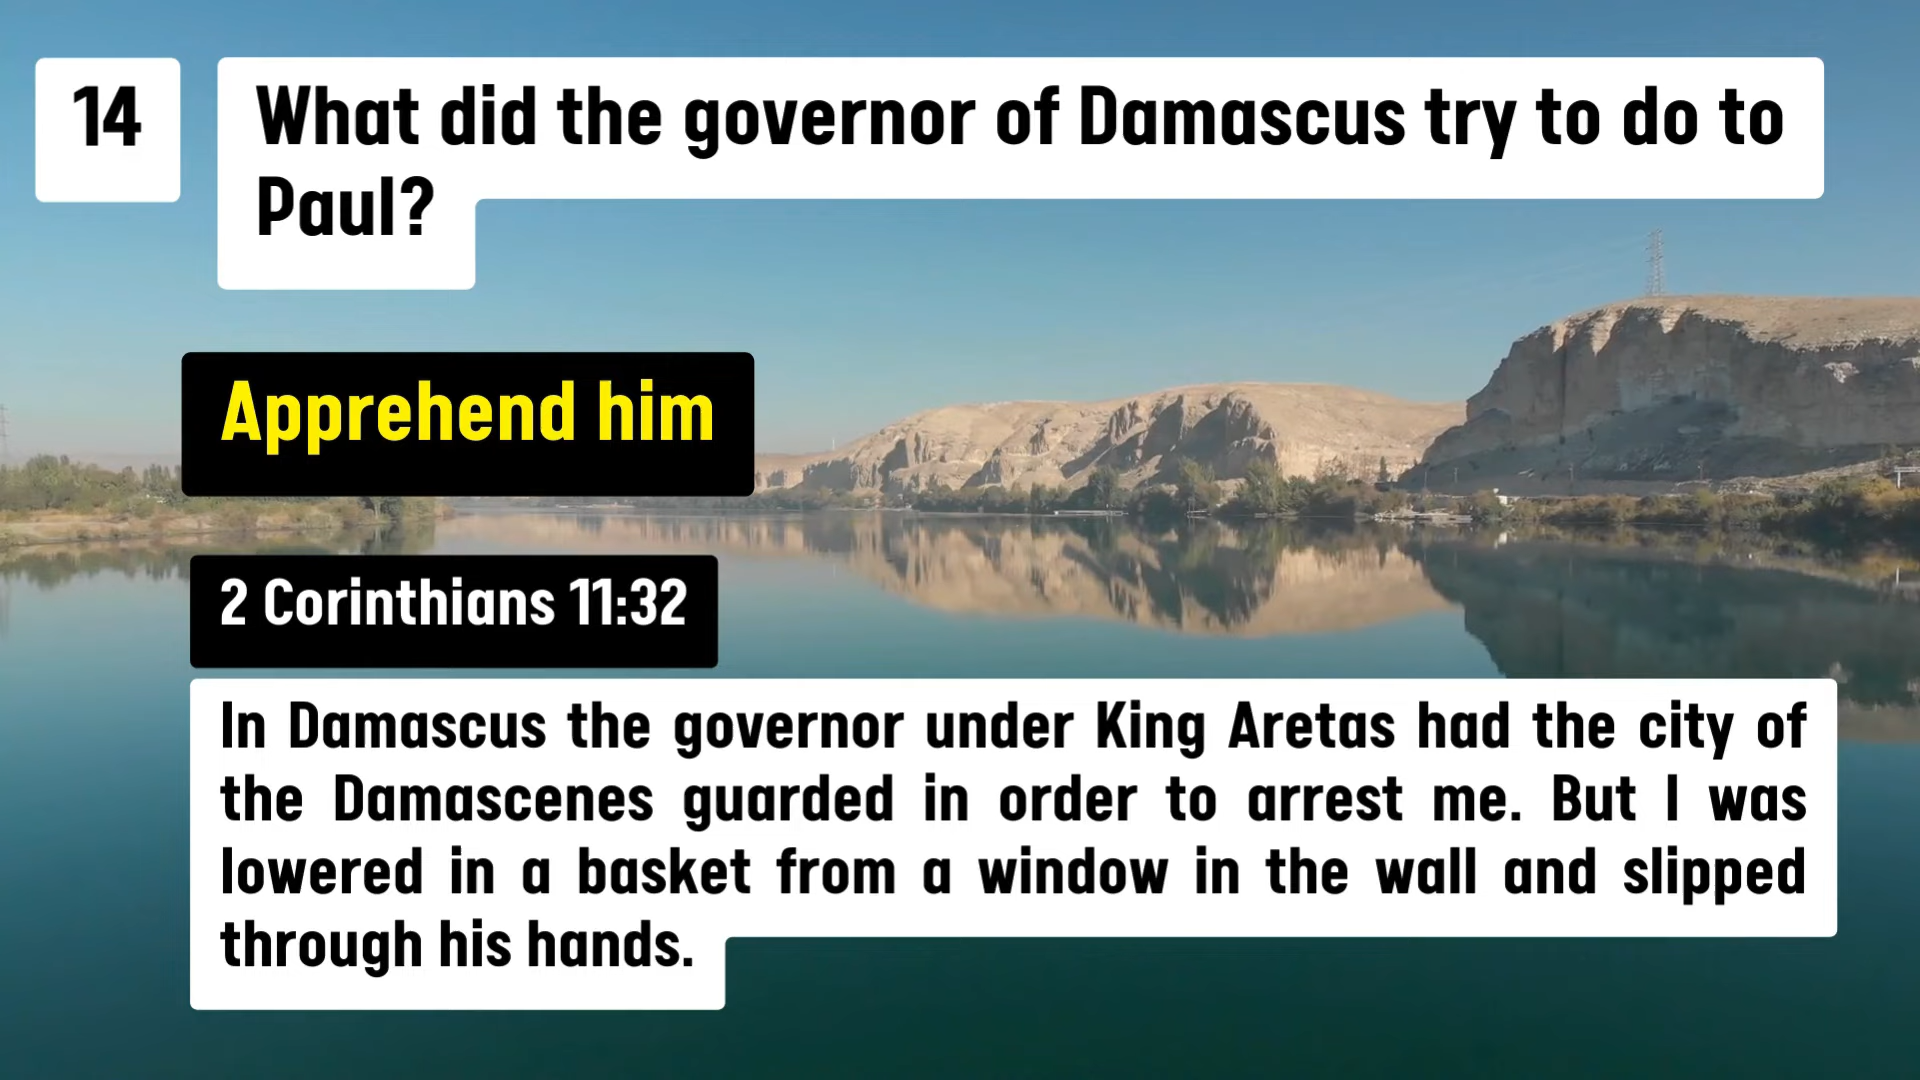 14
What did the governor of Damascus try to do to
Paul?
Apprehend him
2 Corinthians 11:32
In Damascus the governor under King Aretas had the city of
the Damascenes guarded in order to arrest me. But I was
lowered in a basket from a window in the wall and slipped
through his hands.